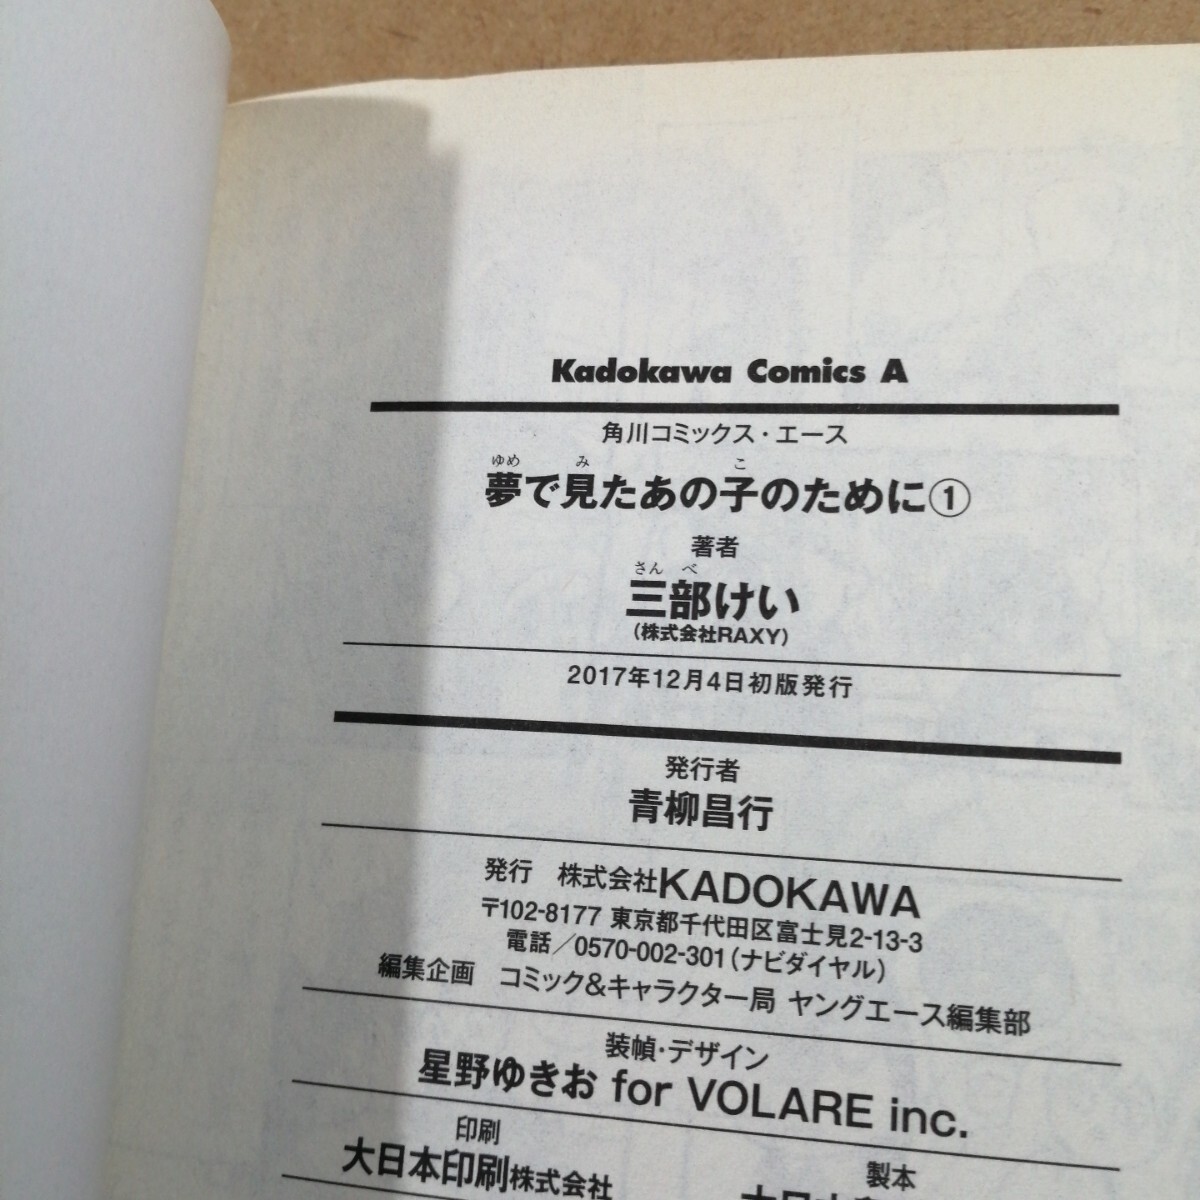 Kadokawa Comics A
角川コミックス・エース
ゆめ み こ
夢で見たあの子のために①
著者
さん べ
三部けい
(株式会社RAXY)
2017年12月4日初版発行
発行者
青柳昌行
発行 株式会社KADOKAWA
〒102-8177 東京都千代田区富士見2-13-3
電話/0570-002-301(ナビダイヤル)
編集企画 コミック&キャラクター局 ヤングエース編集部
装幀・デザイン
星野ゆきお for VOLARE inc.
印刷
大日本印刷株式会社
製本